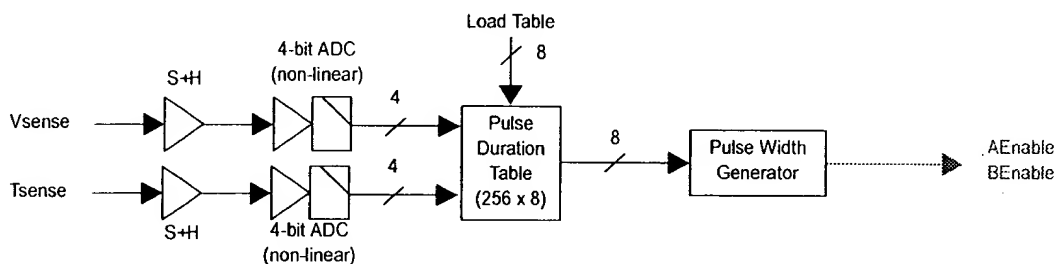 Load Table
8
4-bit ADC
(non-linear)
S+H
4
Vsense
Pulse
Duration
Table
(256 x 8)
8
Pulse Width
Generator
AEnable
BEnable
Tsense
4
S+H
4-bit ADC
(non-linear)